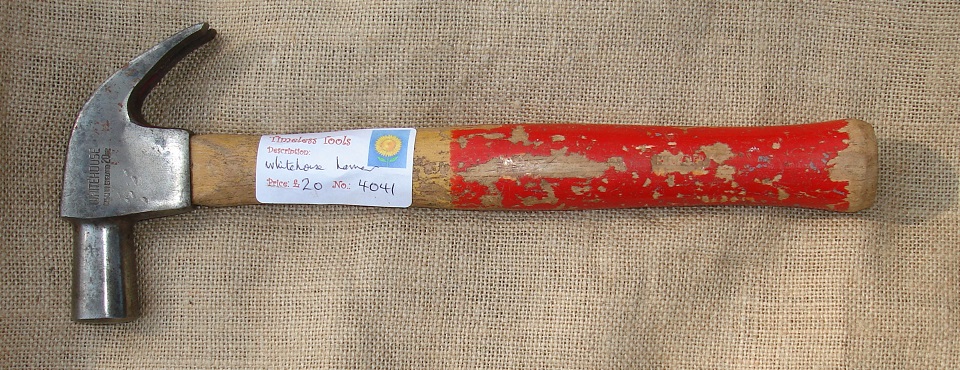 WHITEHOUSE
Timeless Tools
Description:
Whitehouse hammer
Price: £ 20 No: 4041